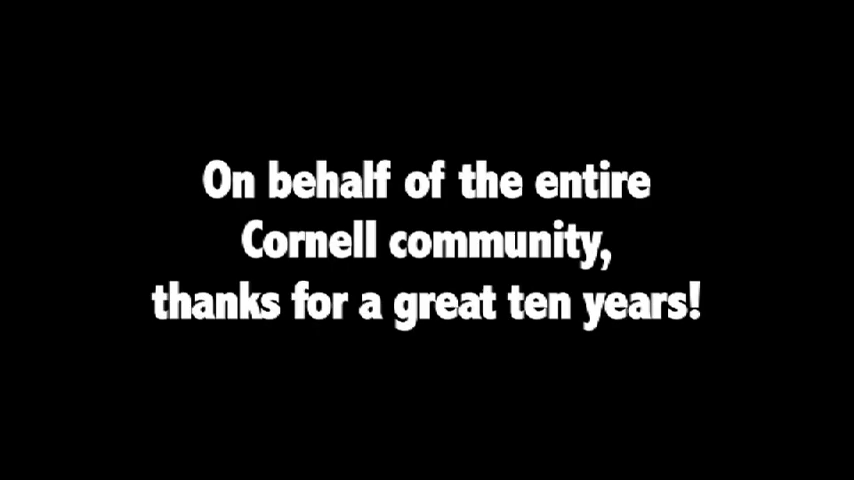 On behalf of the entire
Cornell community,
thanks for a great ten years!